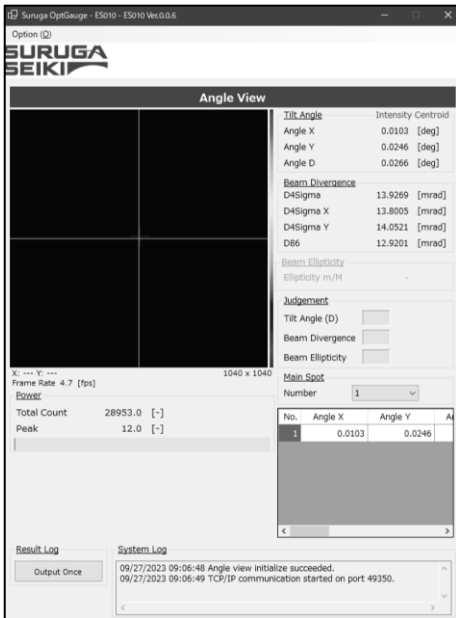 Suruga OptGauge - ES010 - ES010 Ver.0.0.6
Option (O)
SURUGA
SEIKI
Angle View
Tilt Angle Intensity Centroid
Angle X 0.0103 [deg]
Angle Y 0.0246 [deg]
Angle D 0.0266 [deg]
Beam Divergence
D4Sigma 13.9269 [mrad]
D4Sigma X 13.8005 [mrad]
D4Sigma Y 14.0521 [mrad]
D86 12.9201 [mrad]
Beam Ellipticity
Ellipticity m/M -
Judgement
Tilt Angle (D)
Beam Divergence
Beam Ellipticity
X: --- Y: --- 1040 x 1040
Frame Rate 4.7 [fps]
Power
Total Count 28953.0 [-]
Peak 12.0 [-]
Main Spot
Number 1
No. Angle X Angle Y
1 0.0103 0.0246
Result Log
Output Once
System Log
09/27/2023 09:06:48 Angle view initialize succeeded.
09/27/2023 09:06:49 TCP/IP communication started on port 49350.